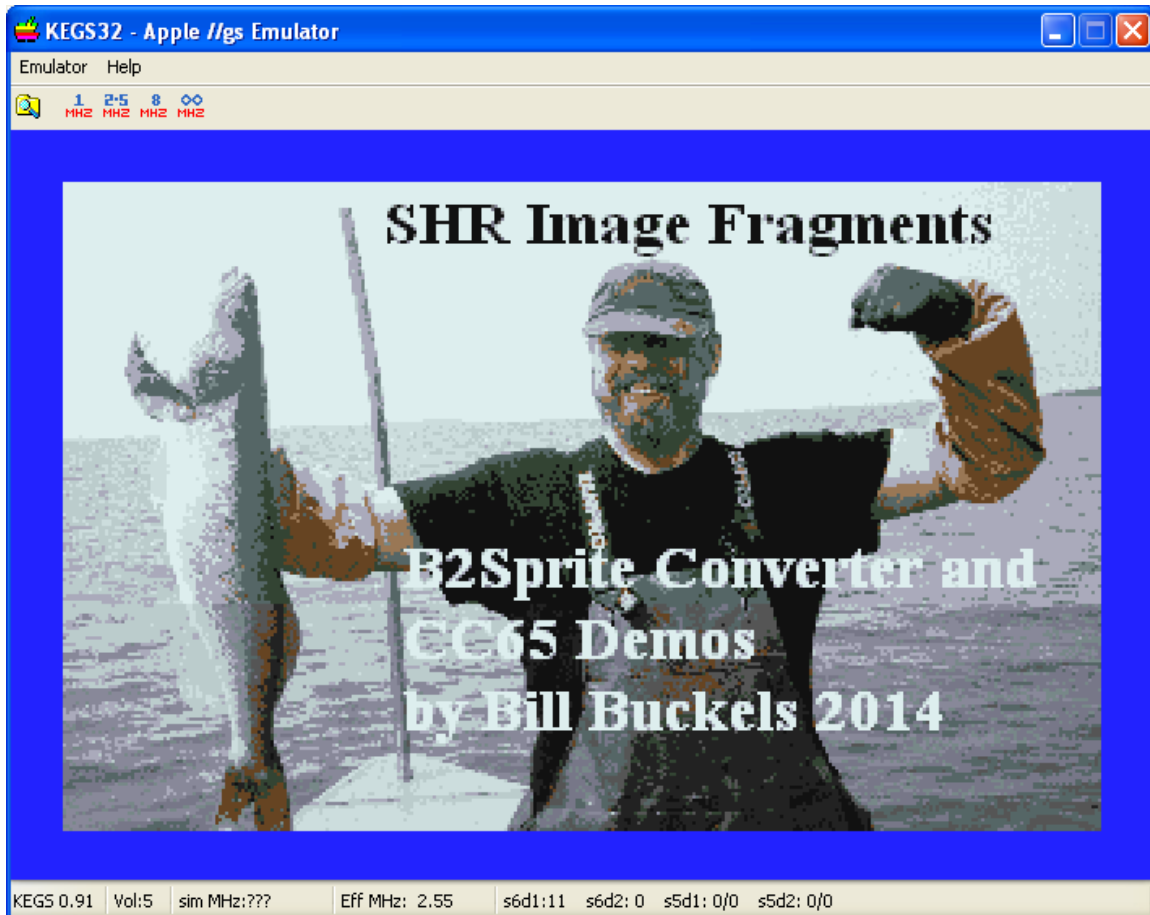 KEGS32 - Apple //gs Emulator
Emulator Help
1 MHZ 2·5 MHZ 8 MHZ ∞ MHZ
SHR Image Fragments
B2Sprite Converter and
CC65 Demos
by Bill Buckels 2014
KEGS 0.91 Vol:5 sim MHz:??? Eff MHz: 2.55 s6d1:11 s6d2: 0 s5d1: 0/0 s5d2: 0/0